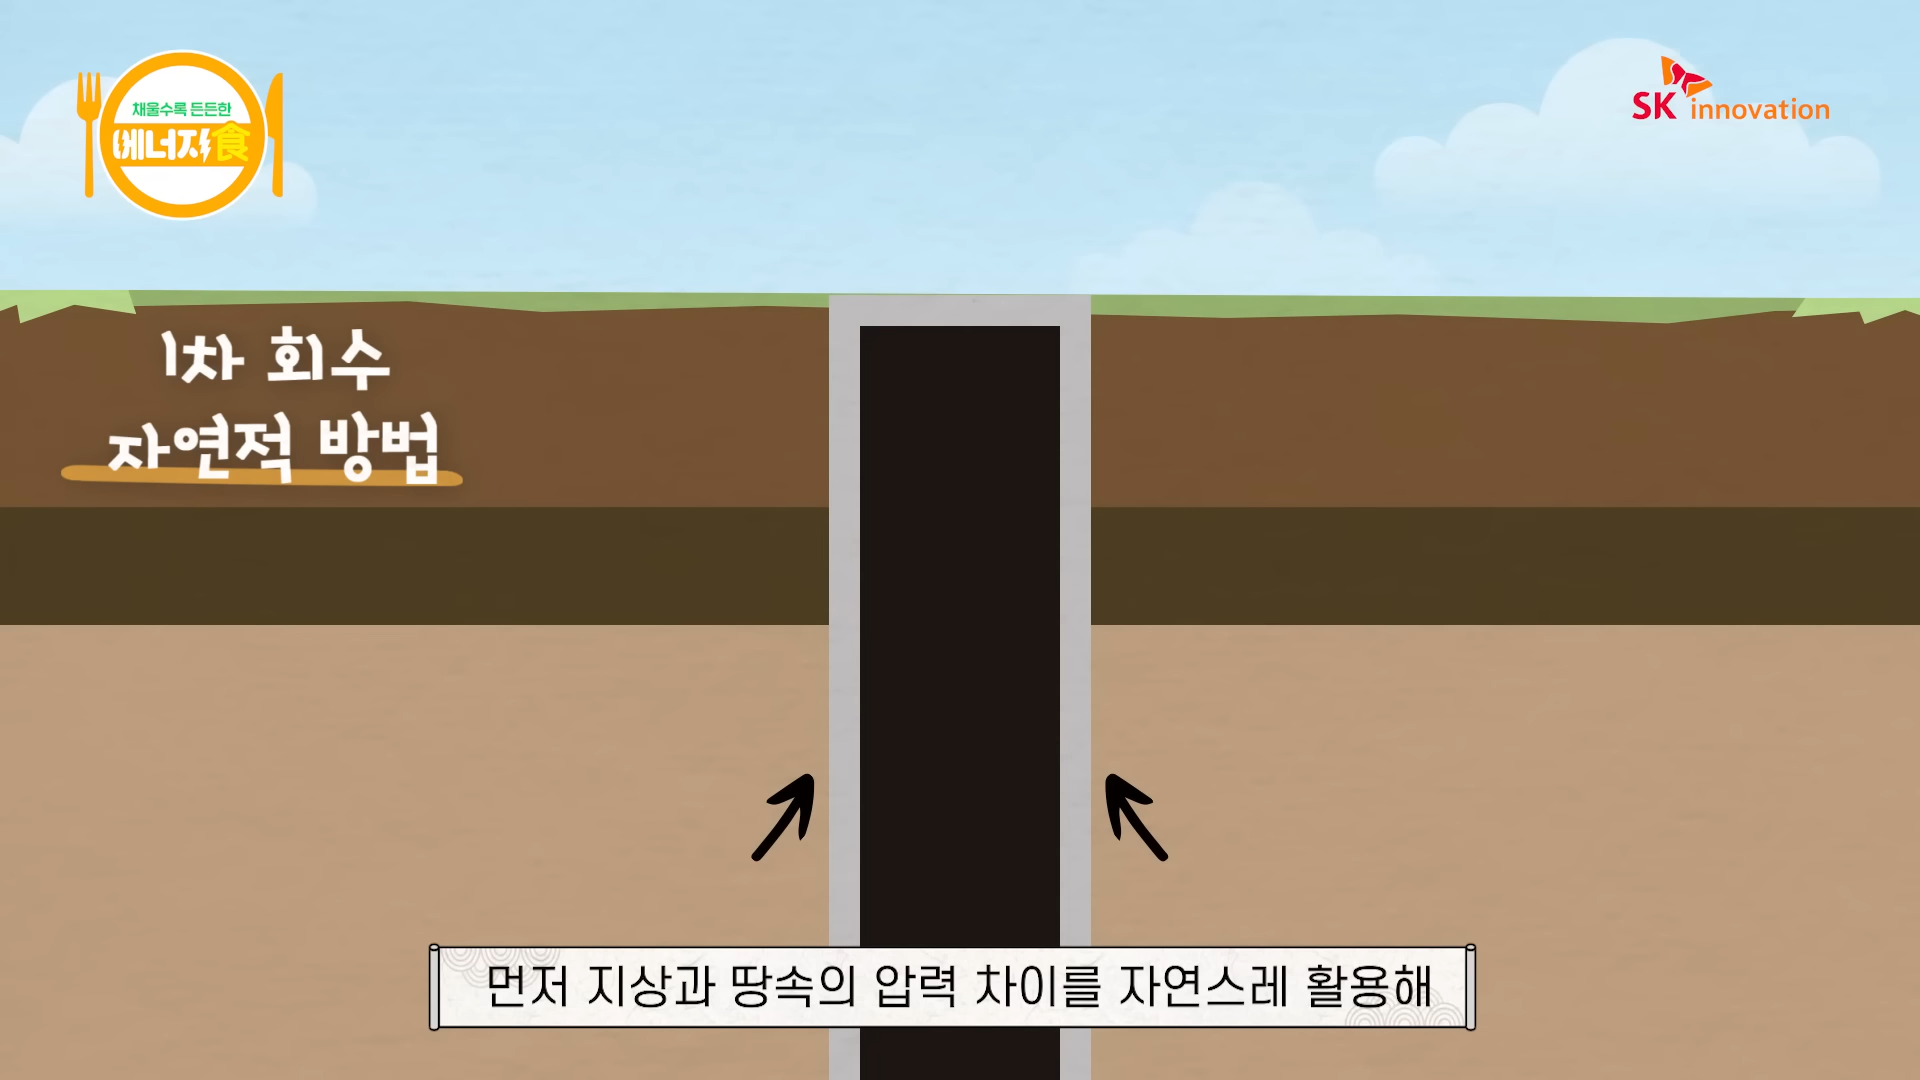 채울수록 든든한
에너지食
SK innovation
1차 회수
자연적 방법
먼저 지상과 땅속의 압력 차이를 자연스레 활용해